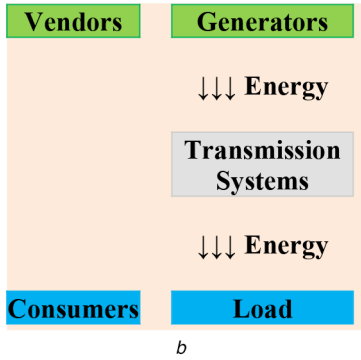 Vendors Generators
↓↓↓ Energy
Transmission
Systems
↓↓↓ Energy
Consumers Load
b